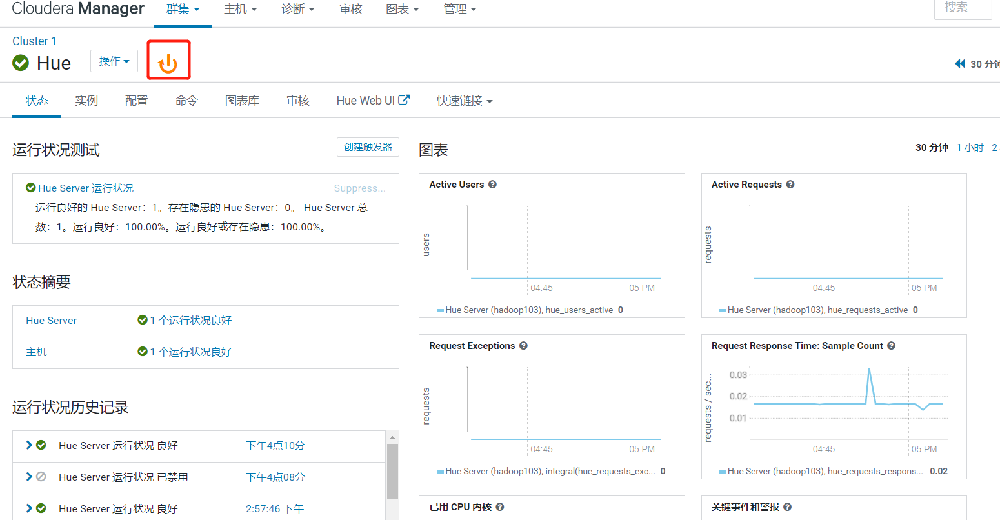 Cloudera Manager 群集 主机 诊断 审核 图表 管理 搜索
Cluster 1
Hue 操作
30 分钟
状态 实例 配置 命令 图表库 审核 Hue Web UI 快速链接
运行状况测试 创建触发器
Hue Server 运行状况 Suppress...
运行良好的 Hue Server：1。存在隐患的 Hue Server：0。 Hue Server 总
数：1。运行良好：100.00%。运行良好或存在隐患：100.00%。
状态摘要
Hue Server 1 个运行状况良好
主机 1 个运行状况良好
运行状况历史记录
Hue Server 运行状况 良好 下午4点10分
Hue Server 运行状况 已禁用 下午4点08分
Hue Server 运行状况 良好 2:57:46 下午
图表 30 分钟 1 小时 2
Active Users
users
04:45 05 PM
Hue Server (hadoop103), hue_users_active 0
Active Requests
requests
04:45 05 PM
Hue Server (hadoop103), hue_requests_active 0
Request Exceptions
requests
04:45 05 PM
Hue Server (hadoop103), integral(hue_requests_exc... 0
Request Response Time: Sample Count
requests / sec...
0.03
0.02
0.01
04:45 05 PM
Hue Server (hadoop103), hue_requests_respons... 0.02
已用 CPU 内核
关键事件和警报